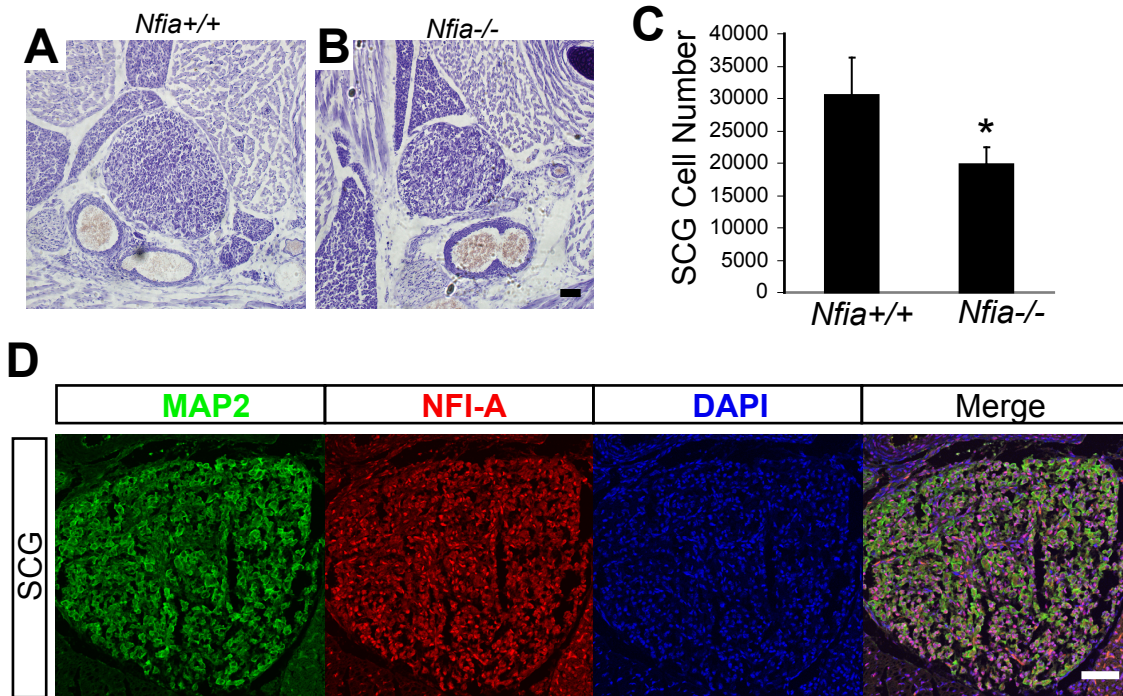 A
Nfia+/+
B
Nfia-/-
C
SCG Cell Number
40000
35000
30000
25000
20000
15000
10000
5000
0
*
Nfia+/+
Nfia-/-
D
MAP2
NFI-A
DAPI
Merge
SCG